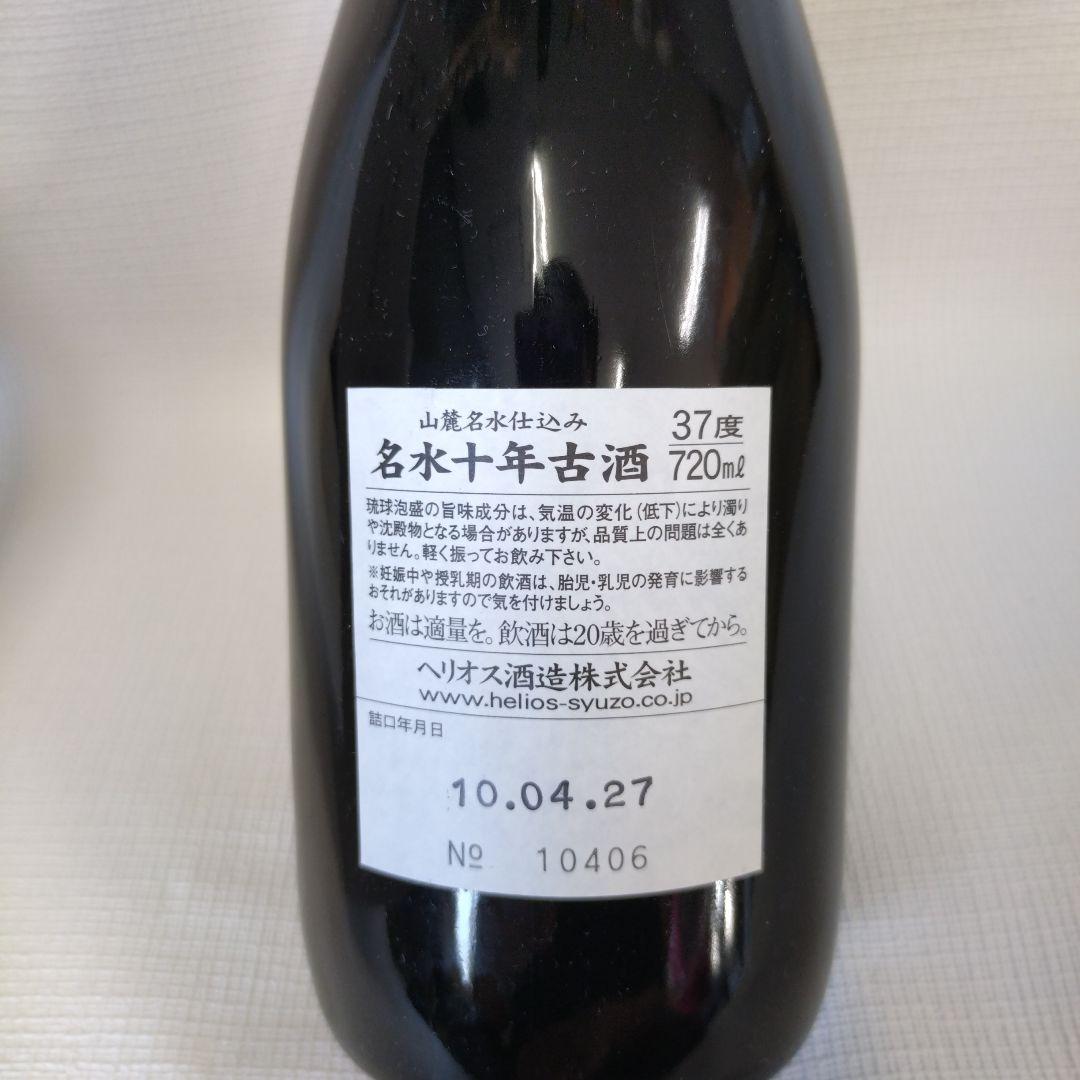 山麓名水仕込み
名水十年古酒
37度
720mℓ
琉球泡盛の旨味成分は、気温の変化(低下)により濁り
や沈殿物となる場合がありますが、品質上の問題は全くあ
りません。軽く振ってお飲み下さい。
※妊娠中や授乳期の飲酒は、胎児・乳児の発育に影響する
おそれがありますので気を付けましょう。
お酒は適量を。飲酒は20歳を過ぎてから。
ヘリオス酒造株式会社
www.helios-syuzo.co.jp
詰口年月日
10.04.27
№ 10406